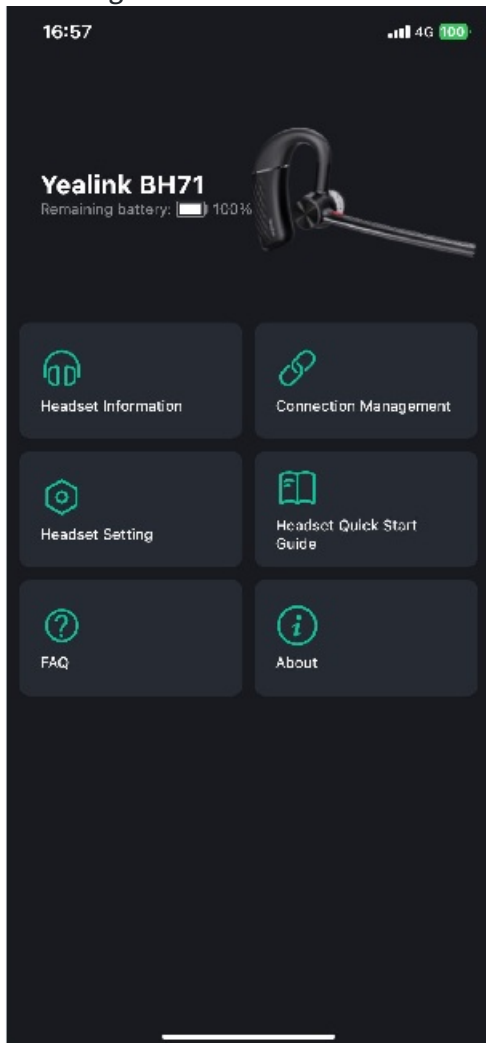 16:57
4G 100
Yealink BH71
Remaining battery: 100%
Headset Information
Connection Management
Headset Setting
Headset Quick Start
Guide
FAQ
About